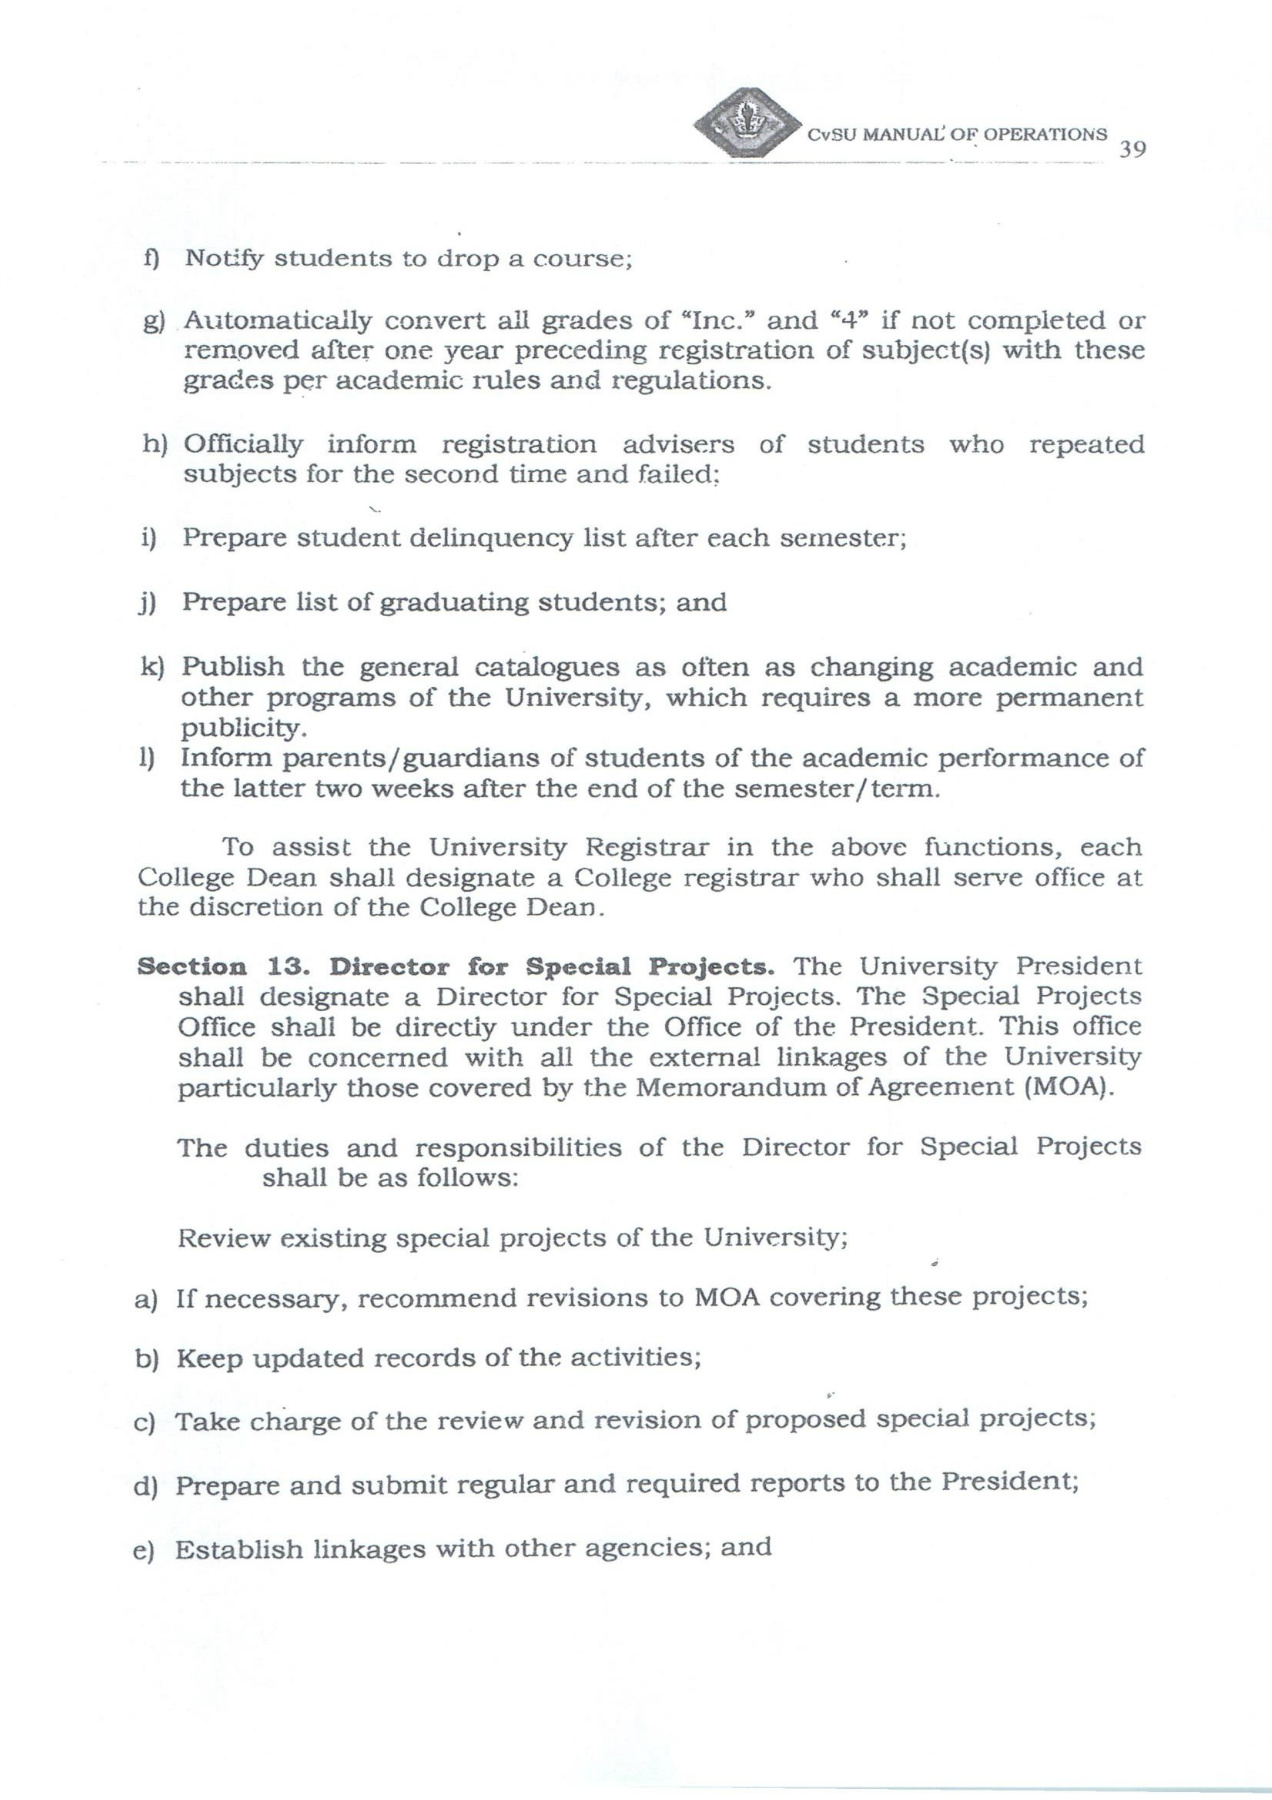 CvSU MANUAL OF OPERATIONS
39
f) Notify students to drop a course;
g) Automatically convert all grades of “Inc.” and “4” if not completed or
removed after one year preceding registration of subject(s) with these
grades per academic rules and regulations.
h) Officially inform registration advisers of students who repeated
subjects for the second time and failed;
i) Prepare student delinquency list after each semester;
j) Prepare list of graduating students; and
k) Publish the general catalogues as often as changing academic and
other programs of the University, which requires a more permanent
publicity.
l) Inform parents/guardians of students of the academic performance of
the latter two weeks after the end of the semester/term.
To assist the University Registrar in the above functions, each
College Dean shall designate a College registrar who shall serve office at
the discretion of the College Dean.
Section 13. Director for Special Projects. The University President
shall designate a Director for Special Projects. The Special Projects
Office shall be directly under the Office of the President. This office
shall be concerned with all the external linkages of the University
particularly those covered by the Memorandum of Agreement (MOA).
The duties and responsibilities of the Director for Special Projects
shall be as follows:
Review existing special projects of the University;
a) If necessary, recommend revisions to MOA covering these projects;
b) Keep updated records of the activities;
c) Take charge of the review and revision of proposed special projects;
d) Prepare and submit regular and required reports to the President;
e) Establish linkages with other agencies; and